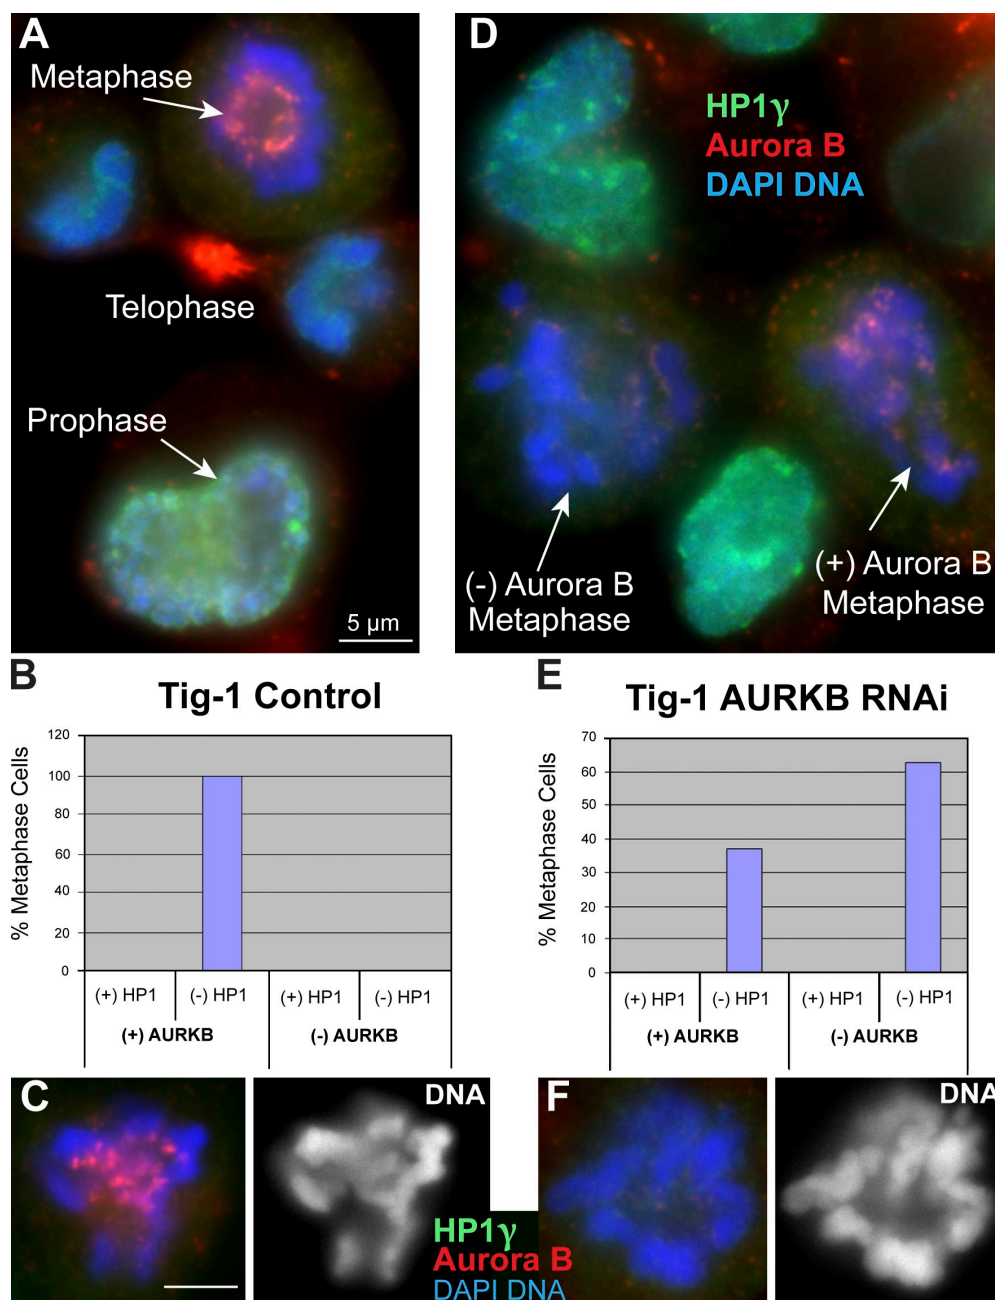 A
Metaphase
Telophase
Prophase
5 µm
D
HP1γ
Aurora B
DAPI DNA
(-) Aurora B
Metaphase
(+) Aurora B
Metaphase
B
Tig-1 Control
% Metaphase Cells
120
100
80
60
40
20
0
(+) HP1
(-) HP1
(+) HP1
(-) HP1
(+) AURKB
(-) AURKB
E
Tig-1 AURKB RNAi
% Metaphase Cells
70
60
50
40
30
20
10
0
(+) HP1
(-) HP1
(+) HP1
(-) HP1
(+) AURKB
(-) AURKB
C
DNA
HP1γ
Aurora B
DAPI DNA
F
DNA